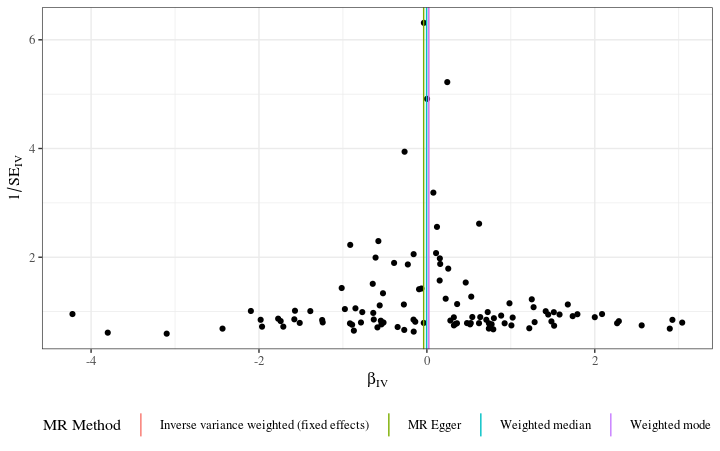 6
4
2
1/SE_IV
-4
-2
0
2
β_IV
MR Method
Inverse variance weighted (fixed effects)
MR Egger
Weighted median
Weighted mode